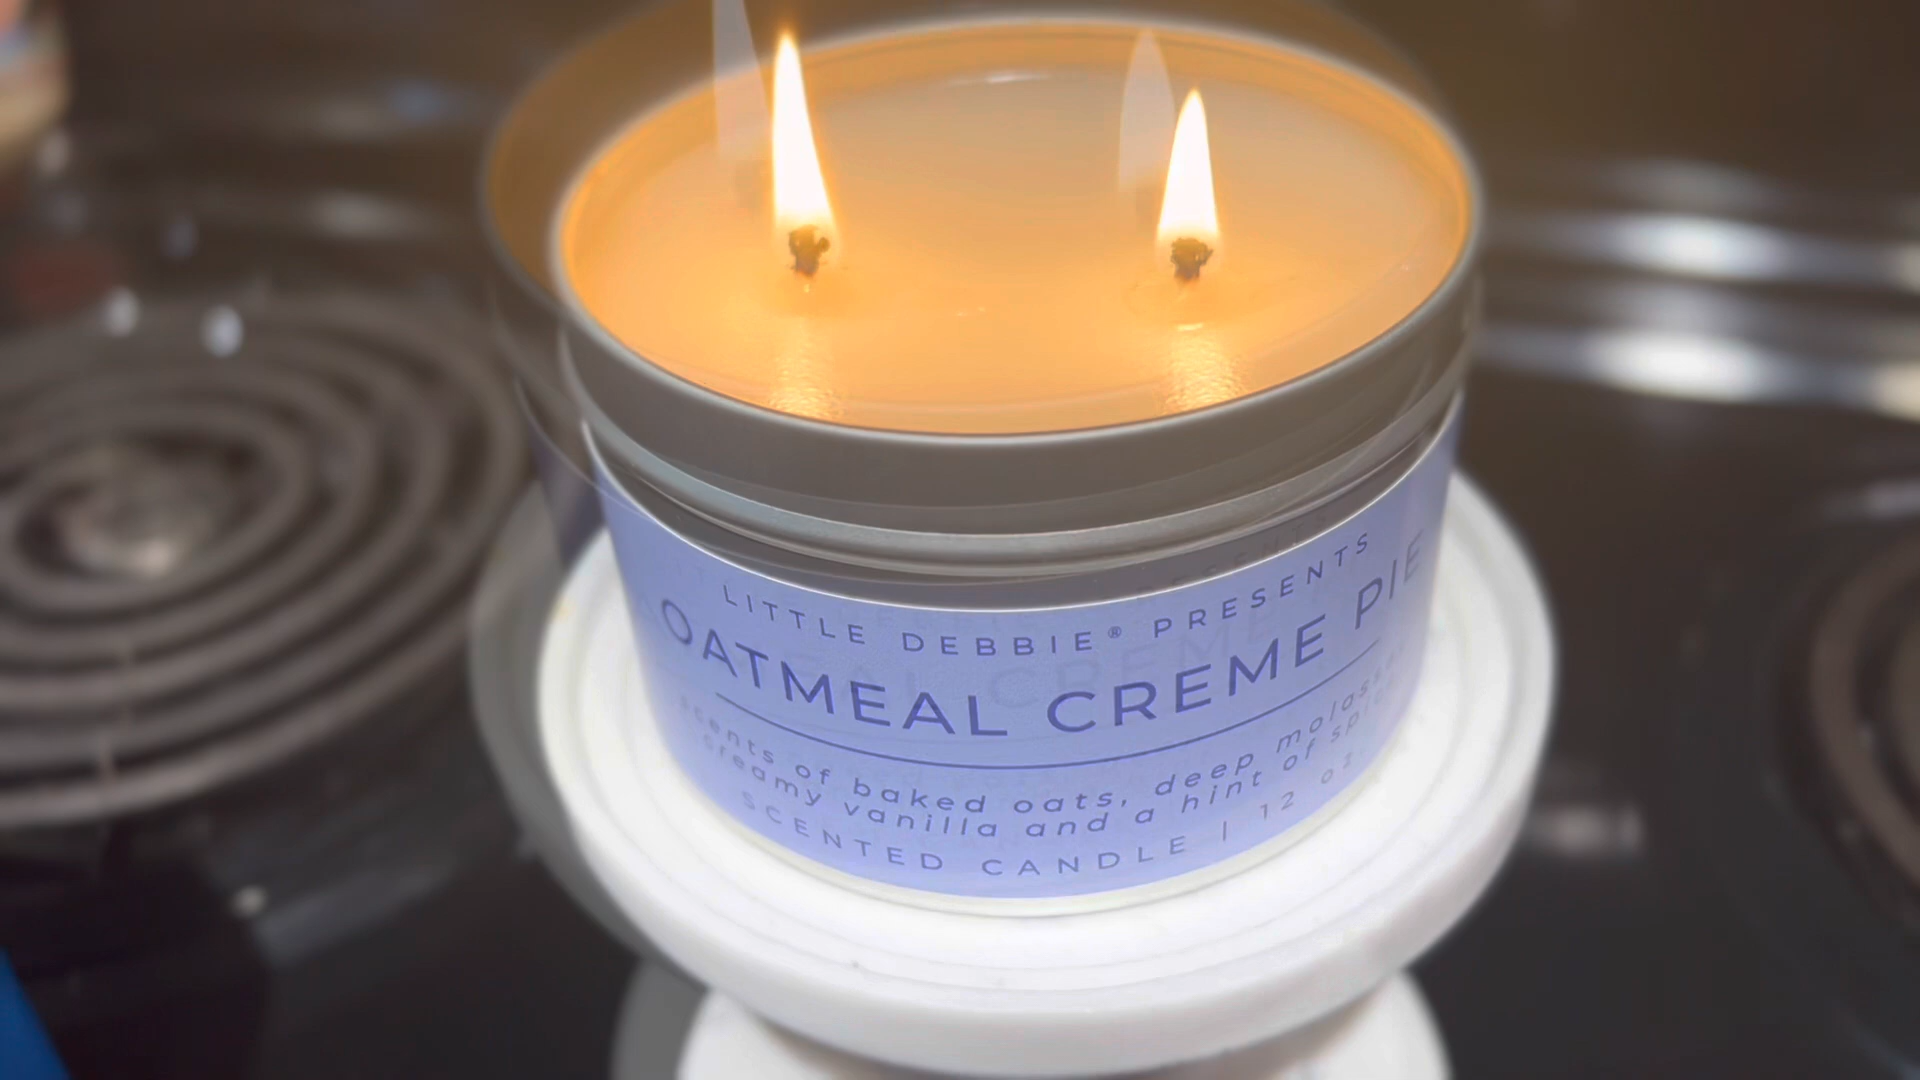 LITTLE DEBBIE® PRESENTS
OATMEAL CREME PIE
scents of baked oats, deep molasses
creamy vanilla and a hint of spice
SCENTED CANDLE | 12 oz.